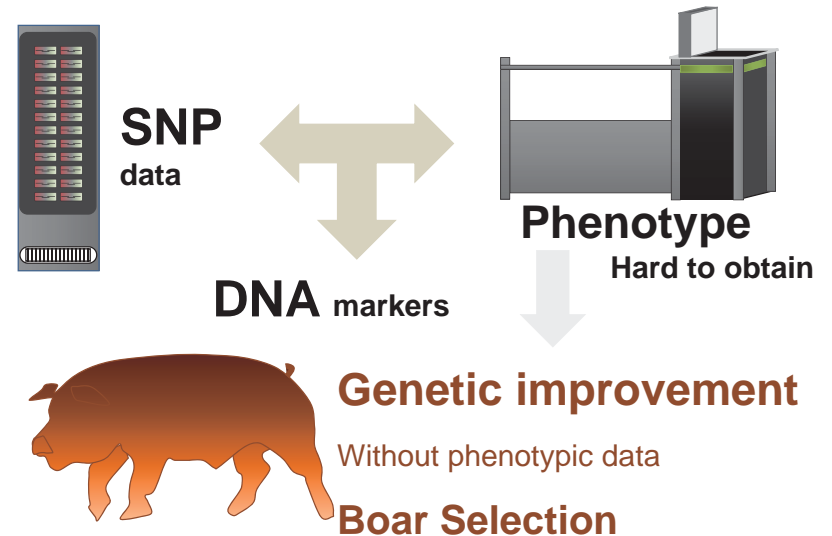 SNP
data
Phenotype
Hard to obtain
DNA markers
Genetic improvement
Without phenotypic data
Boar Selection